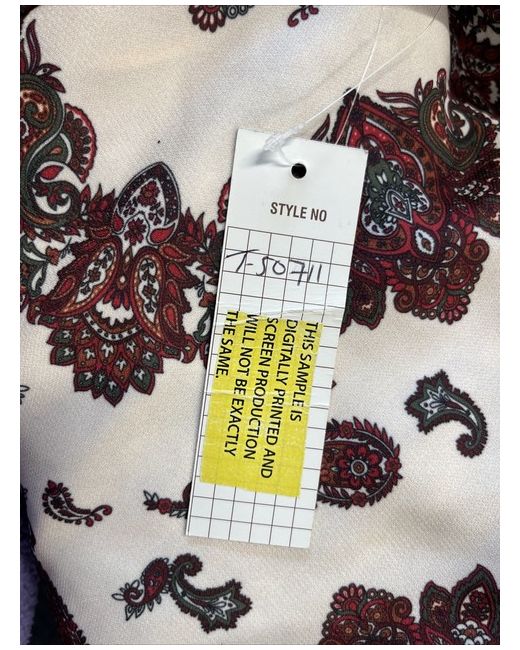 STYLE NO
T-50711
THIS SAMPLE IS
DIGITALLY PRINTED AND
SCREEN PRODUCTION
WILL NOT BE EXACTLY
THE SAME.